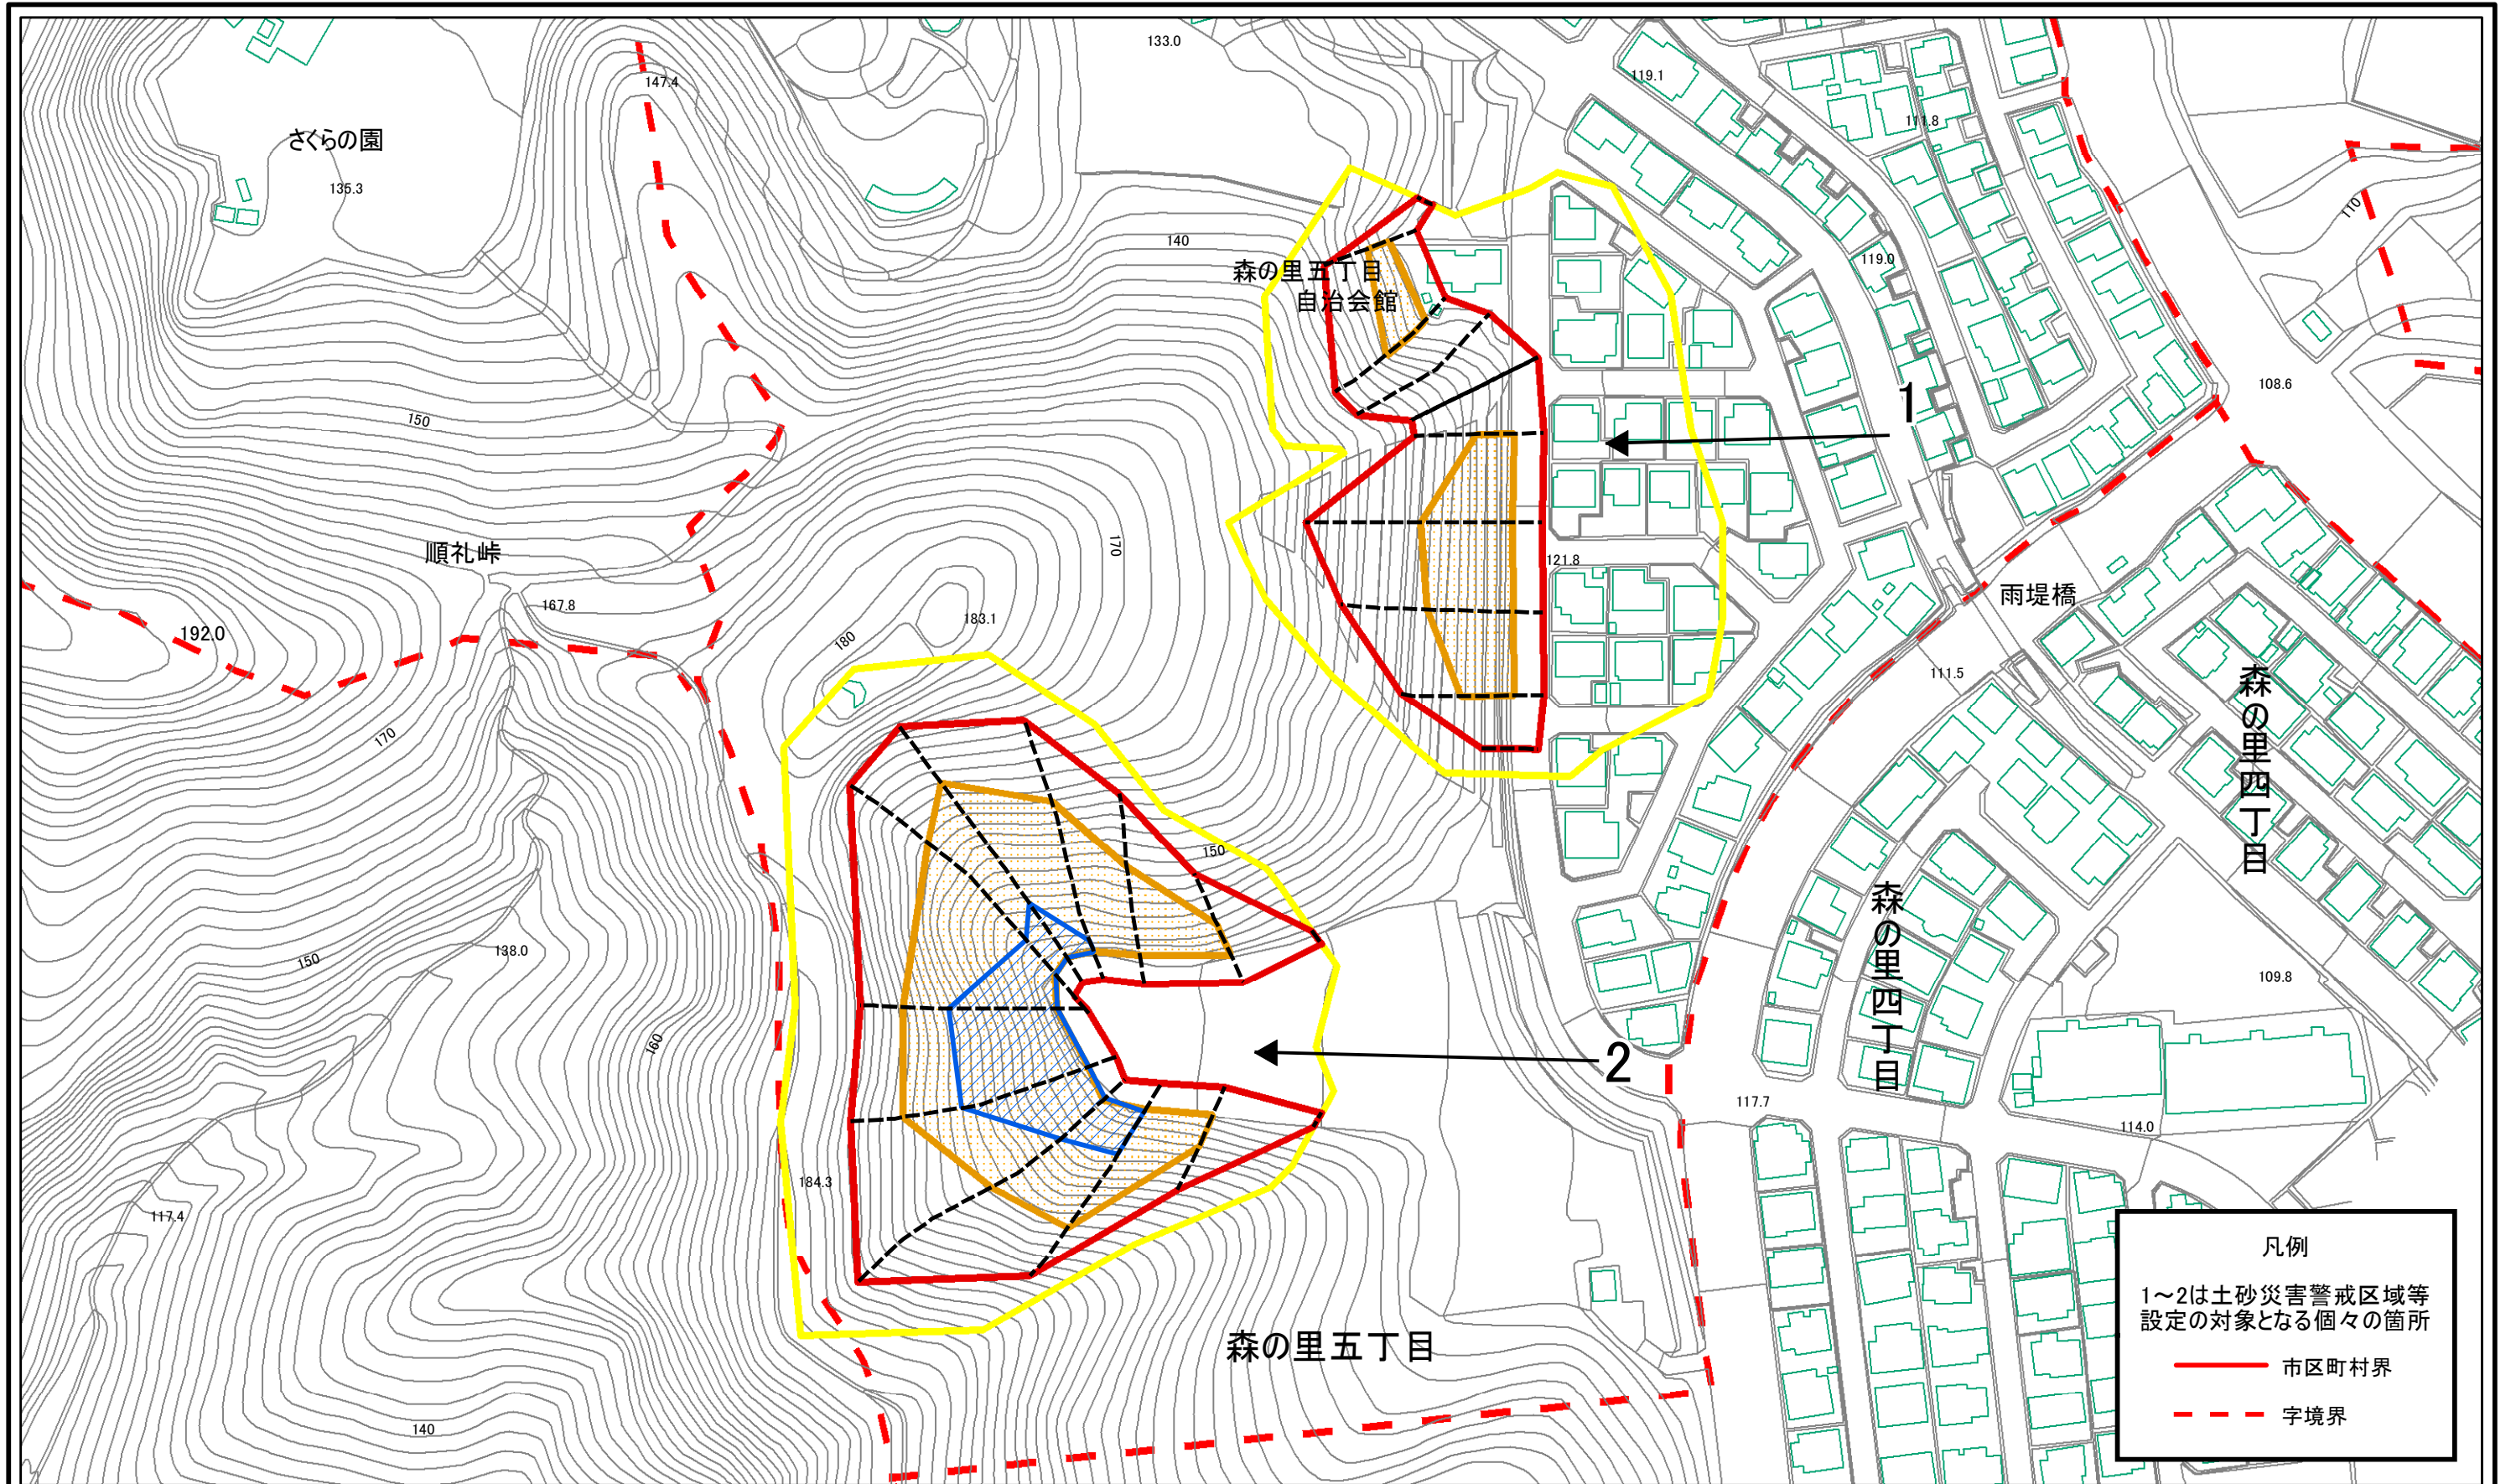 133.0
147.4
119.1
111.8
さくらの園
135.3
110
140
119.0
森の里五丁目
自治会館
108.6
1
150
170
順礼峠
121.8
雨堤橋
167.8
183.1
192.0
180
111.5
森の里四丁目
170
150
森の里四丁目
138.0
150
109.8
160
2
117.7
114.0
184.3
117.4
凡例
1～2は土砂災害警戒区域等
設定の対象となる個々の箇所
森の里五丁目
市区町村界
字境界
140